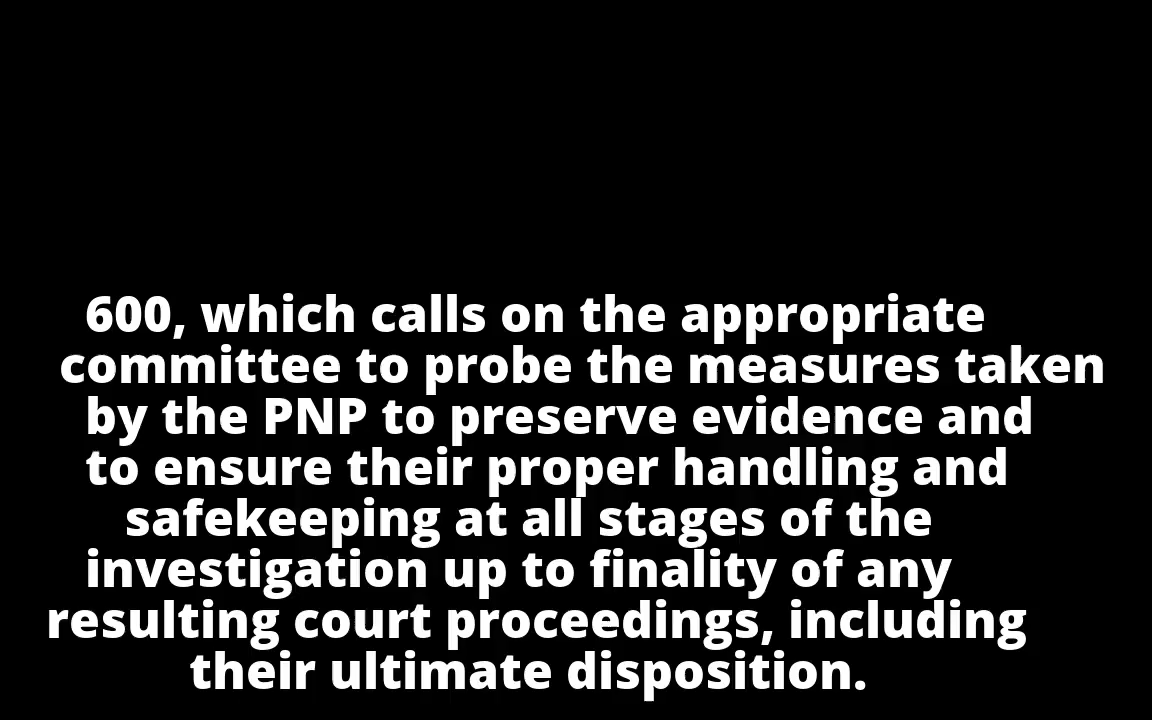 600, which calls on the appropriate
committee to probe the measures taken
by the PNP to preserve evidence and
to ensure their proper handling and
safekeeping at all stages of the
investigation up to finality of any
resulting court proceedings, including
their ultimate disposition.